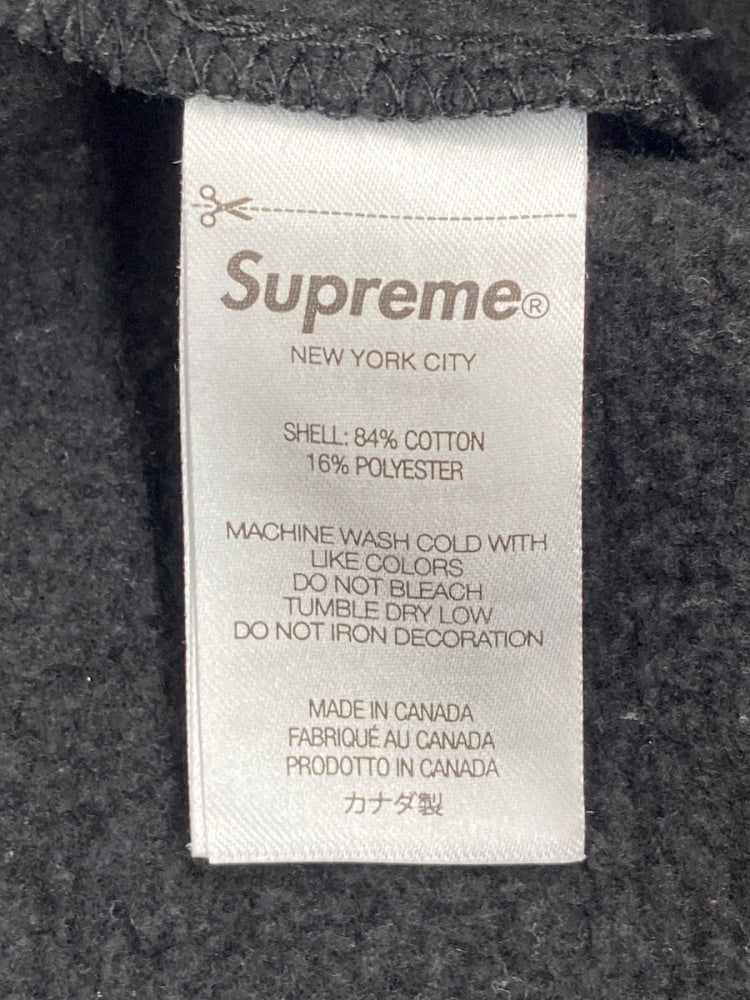 Supreme®
NEW YORK CITY
SHELL: 84% COTTON
16% POLYESTER
MACHINE WASH COLD WITH
LIKE COLORS
DO NOT BLEACH
TUMBLE DRY LOW
DO NOT IRON DECORATION
MADE IN CANADA
FABRIQUÉ AU CANADA
PRODOTTO IN CANADA
カナダ製